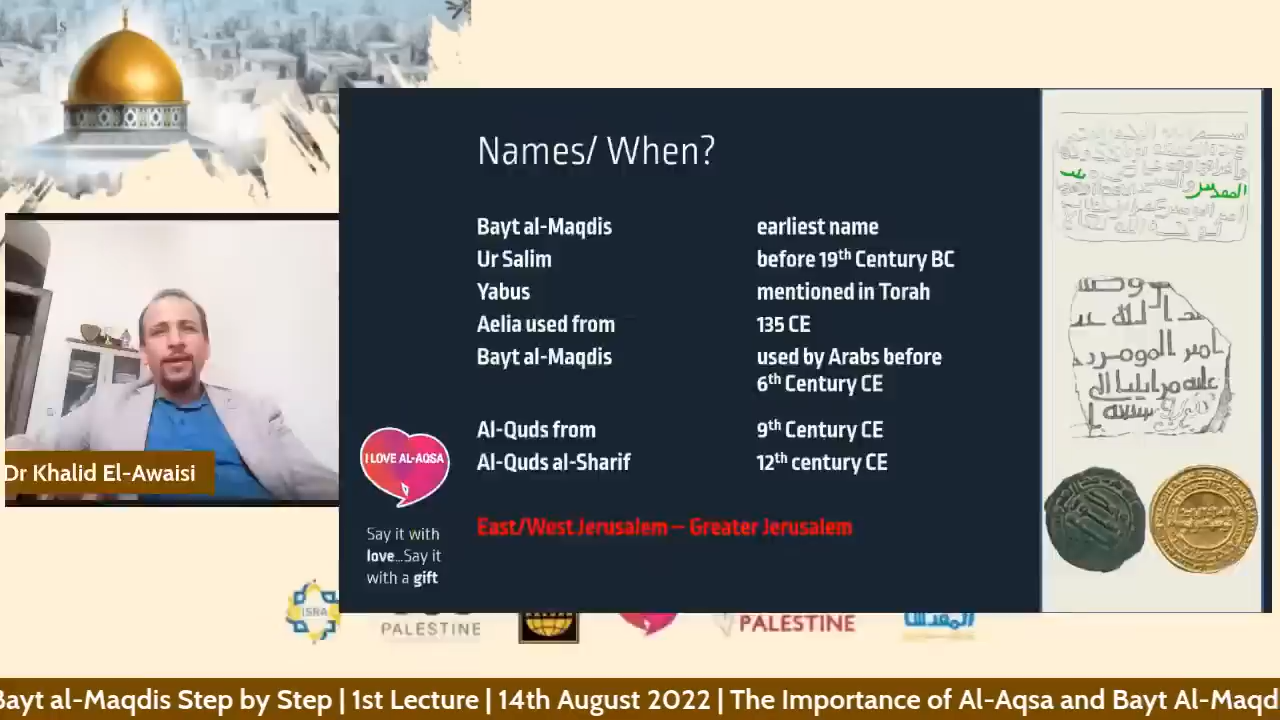 Names/ When?
Bayt al-Maqdis earliest name
Ur Salim before 19th Century BC
Yabus mentioned in Torah
Aelia used from 135 CE
Bayt al-Maqdis used by Arabs before
6th Century CE
Al-Quds from 9th Century CE
Al-Quds al-Sharif 12th century CE
East/West Jerusalem – Greater Jerusalem
I LOVE AL-AQSA
Say it with
love...Say it
with a gift
Dr Khalid El-Awaisi
ISRA
PALESTINE
PALESTINE
Bayt al-Maqdis Step by Step | 1st Lecture | 14th August 2022 | The Importance of Al-Aqsa and Bayt Al-Maqd